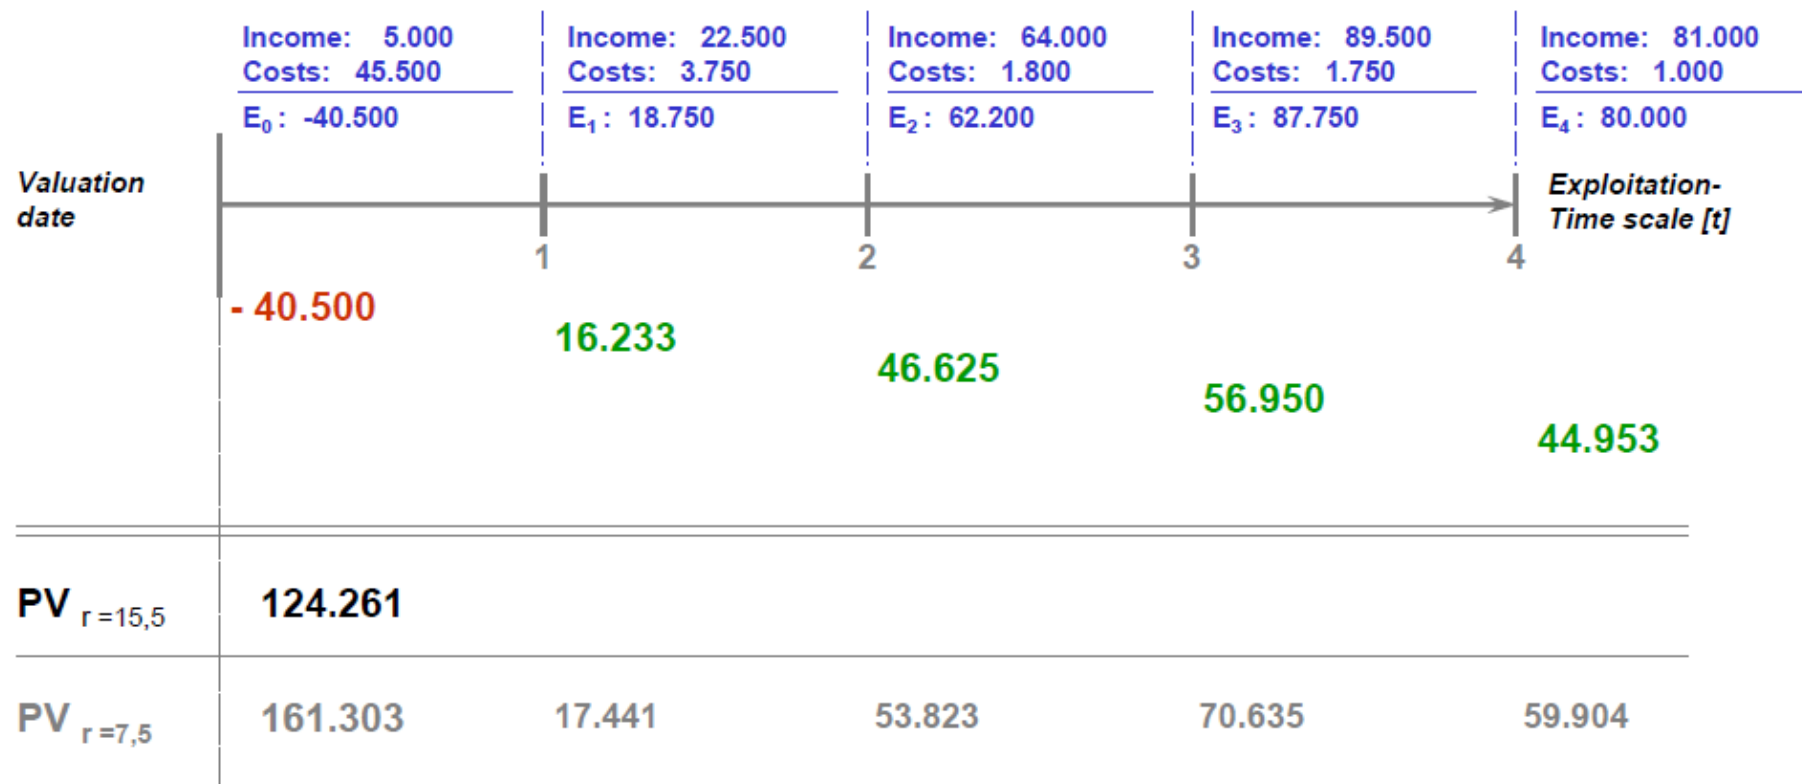 Income: 5.000
Costs: 45.500
E₀ : -40.500
Income: 22.500
Costs: 3.750
E₁ : 18.750
Income: 64.000
Costs: 1.800
E₂ : 62.200
Income: 89.500
Costs: 1.750
E₃ : 87.750
Income: 81.000
Costs: 1.000
E₄ : 80.000
Valuation
date
Exploitation-
Time scale [t]
1
2
3
4
- 40.500
16.233
46.625
56.950
44.953
PV r =15,5 124.261
PV r =7,5 161.303 17.441 53.823 70.635 59.904